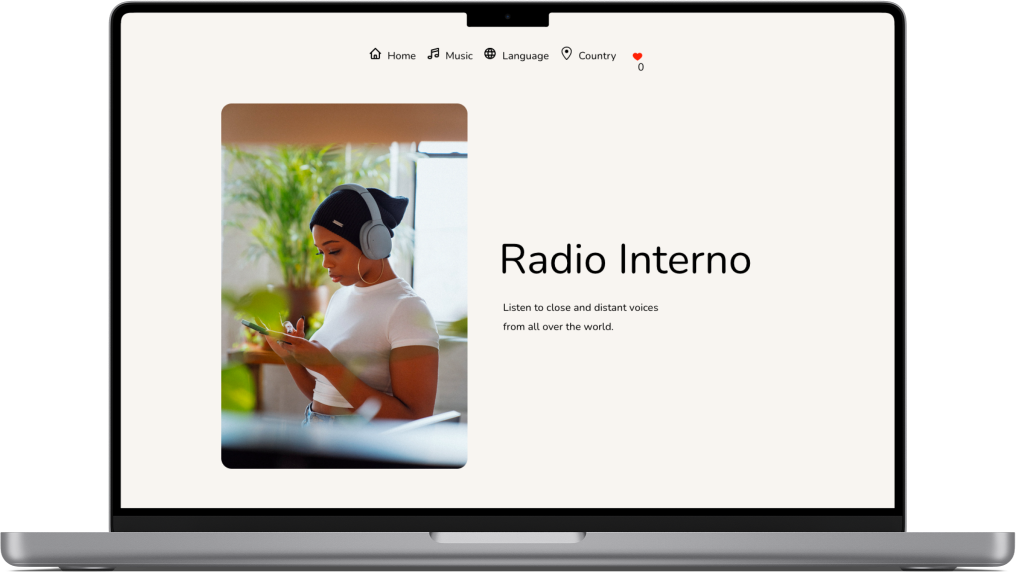 Home Music Language Country
0
Radio Interno
Listen to close and distant voices
from all over the world.